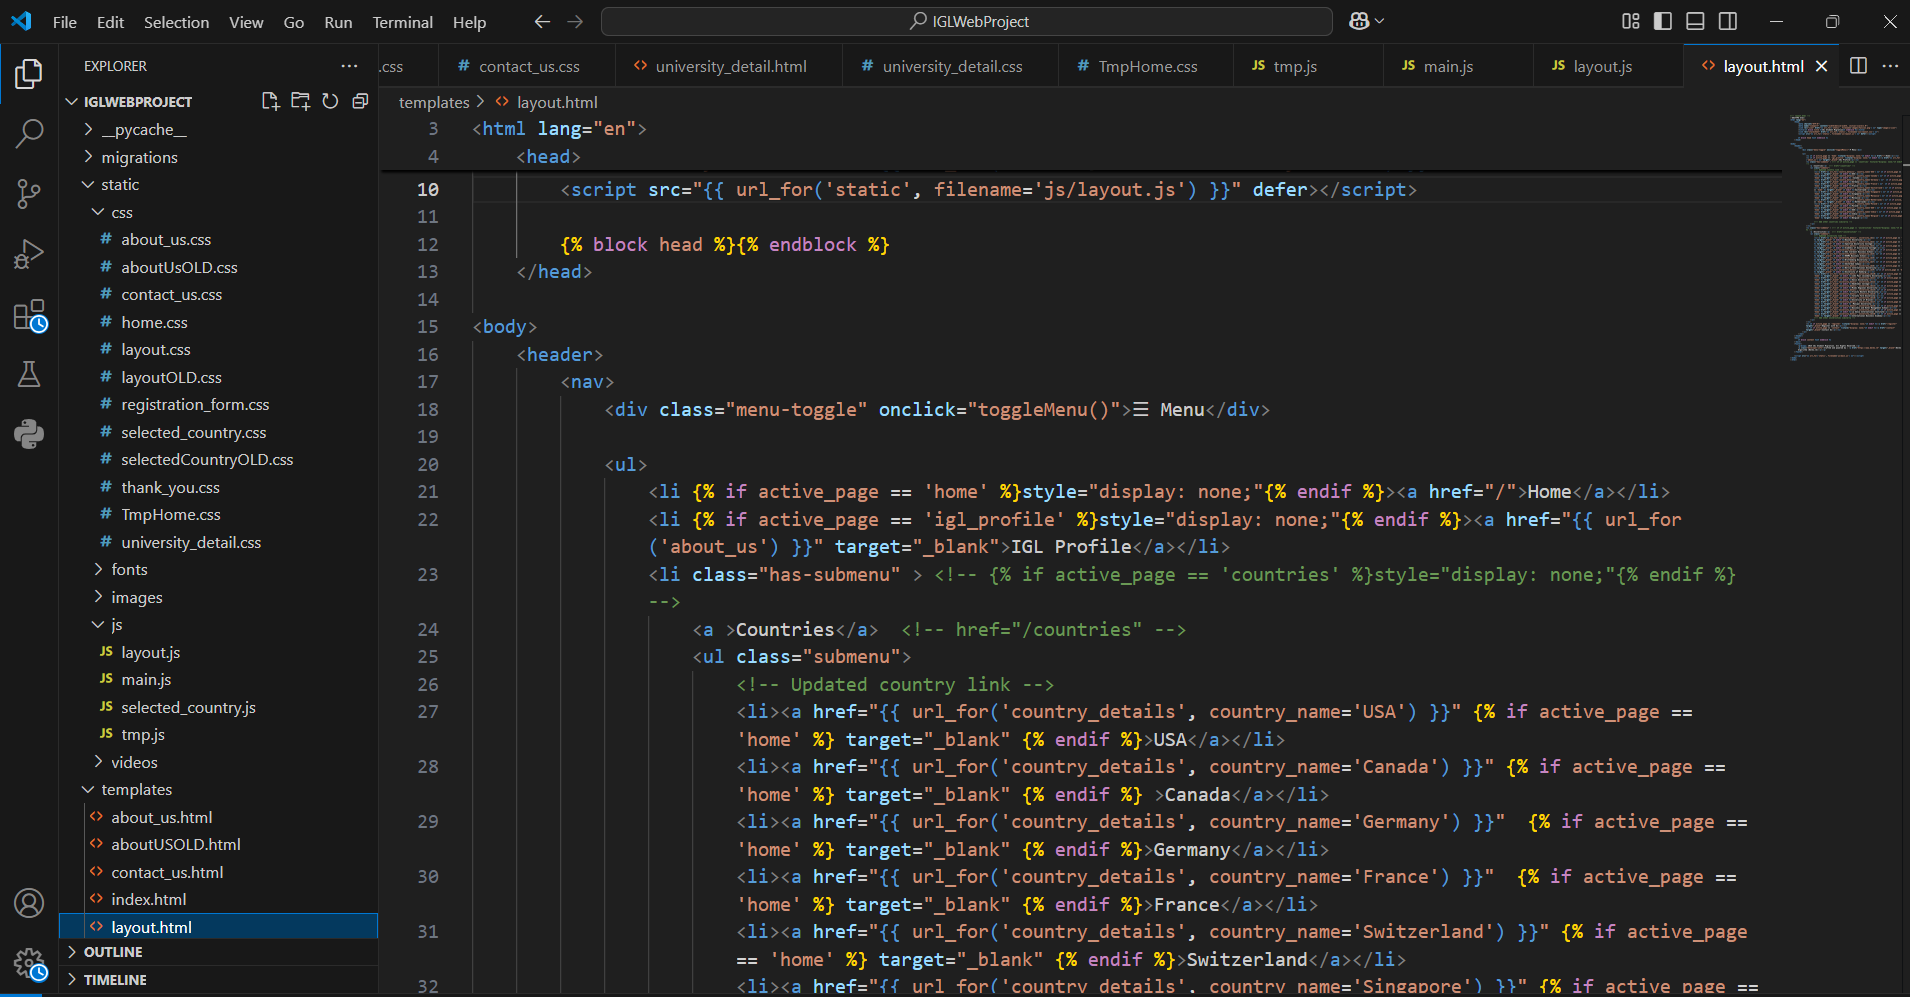 File Edit Selection View Go Run Terminal Help
IGLWebProject
EXPLORER
IGLWEBPROJECT
__pycache__
migrations
static
css
# about_us.css
# aboutUsOLD.css
# contact_us.css
# home.css
# layout.css
# layoutOLD.css
# registration_form.css
# selected_country.css
# selectedCountryOLD.css
# thank_you.css
# TmpHome.css
# university_detail.css
fonts
images
js
JS layout.js
JS main.js
JS selected_country.js
JS tmp.js
videos
templates
<> about_us.html
<> aboutUSOLD.html
<> contact_us.html
<> index.html
<> layout.html
OUTLINE
TIMELINE
.css # contact_us.css <> university_detail.html # university_detail.css # TmpHome.css JS tmp.js JS main.js JS layout.js <> layout.html
templates > <> layout.html
3 <html lang="en">
4 <head>
10 <script src="{{ url_for('static', filename='js/layout.js') }}" defer></script>
11
12 {% block head %}{% endblock %}
13 </head>
14
15 <body>
16 <header>
17 <nav>
18 <div class="menu-toggle" onclick="toggleMenu()">☰ Menu</div>
19
20 <ul>
21 <li {% if active_page == 'home' %}style="display: none;"{% endif %}><a href="/">Home</a></li>
22 <li {% if active_page == 'igl_profile' %}style="display: none;"{% endif %}><a href="{{ url_for
('about_us') }}" target="_blank">IGL Profile</a></li>
23 <li class="has-submenu" > <!-- {% if active_page == 'countries' %}style="display: none;"{% endif %}
-->
24 <a >Countries</a> <!-- href="/countries" -->
25 <ul class="submenu">
26 <!-- Updated country link -->
27 <li><a href="{{ url_for('country_details', country_name='USA') }}" {% if active_page ==
'home' %} target="_blank" {% endif %}>USA</a></li>
28 <li><a href="{{ url_for('country_details', country_name='Canada') }}" {% if active_page ==
'home' %} target="_blank" {% endif %} >Canada</a></li>
29 <li><a href="{{ url_for('country_details', country_name='Germany') }}"  {% if active_page ==
'home' %} target="_blank" {% endif %}>Germany</a></li>
30 <li><a href="{{ url_for('country_details', country_name='France') }}"  {% if active_page ==
'home' %} target="_blank" {% endif %}>France</a></li>
31 <li><a href="{{ url_for('country_details', country_name='Switzerland') }}" {% if active_page
== 'home' %} target="_blank" {% endif %}>Switzerland</a></li>
32 <li><a href="{{ url_for('country_details', country_name='Singapore') }}" {% if active_page ==